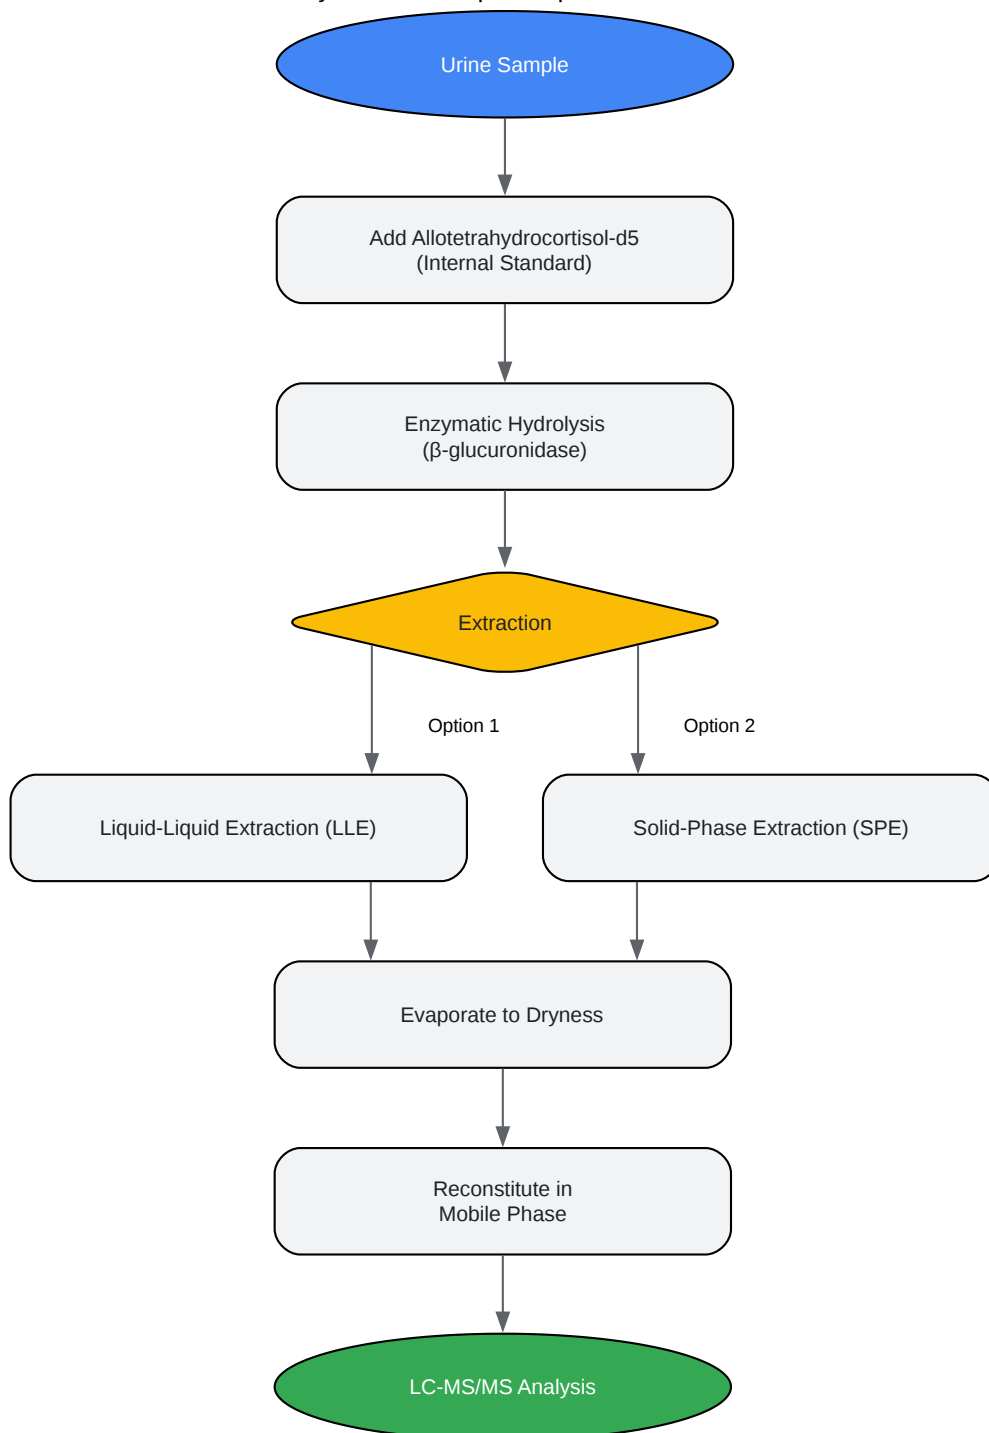 Urine Sample
Add Allotetrahydrocortisol-d5
(Internal Standard)
Enzymatic Hydrolysis
(β-glucuronidase)
Extraction
Option 1
Option 2
Liquid-Liquid Extraction (LLE)
Solid-Phase Extraction (SPE)
Evaporate to Dryness
Reconstitute in
Mobile Phase
LC-MS/MS Analysis